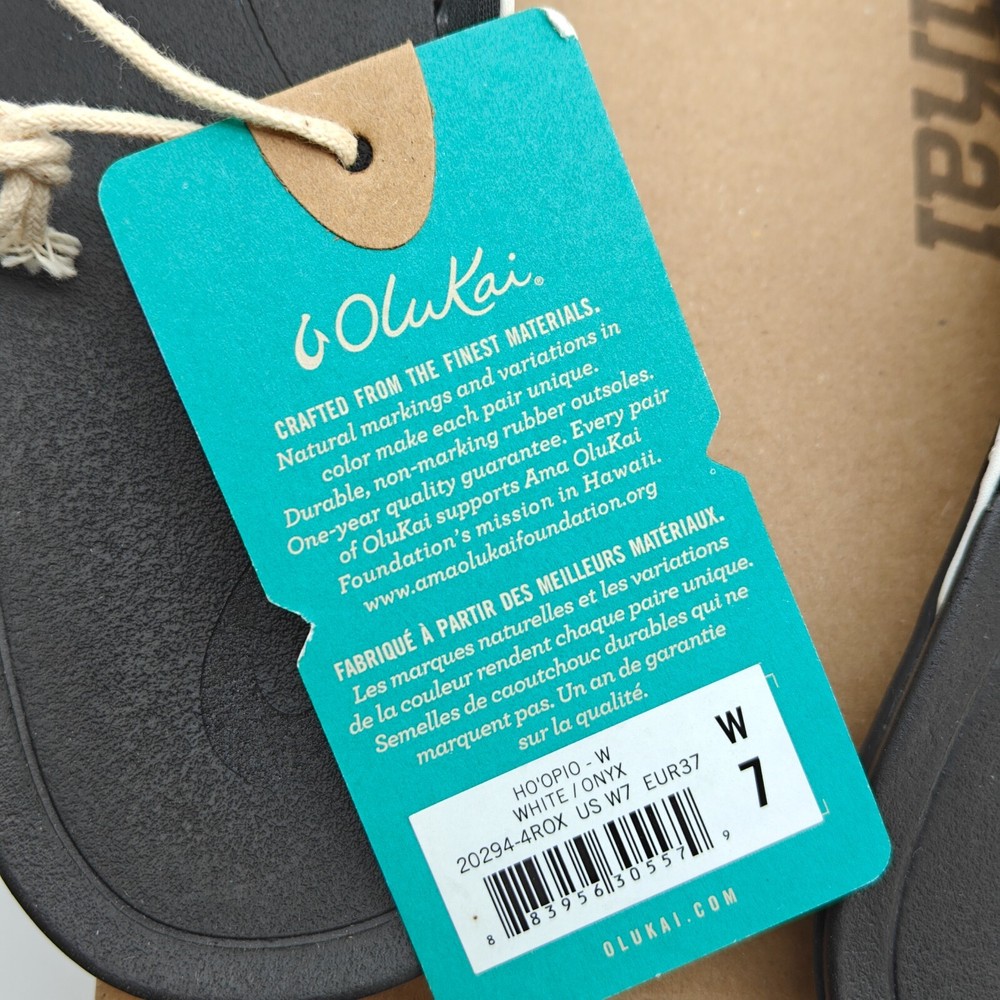 OluKai®
CRAFTED FROM THE FINEST MATERIALS.
Natural markings and variations in
color make each pair unique.
Durable, non-marking rubber outsoles.
One-year quality guarantee. Every pair
of OluKai supports Ama OluKai
Foundation's mission in Hawaii.
www.amaolukaifoundation.org
FABRIQUÉ À PARTIR DES MEILLEURS MATÉRIAUX.
Les marques naturelles et les variations
de la couleur rendent chaque paire unique.
Semelles de caoutchouc durables qui ne
marquent pas. Un an de garantie
sur la qualité.
HO'OPIO - W
WHITE / ONYX
20294-4ROX US W7 EUR37
W
7
8 83956 30557 9
OLUKAI.COM
ukai